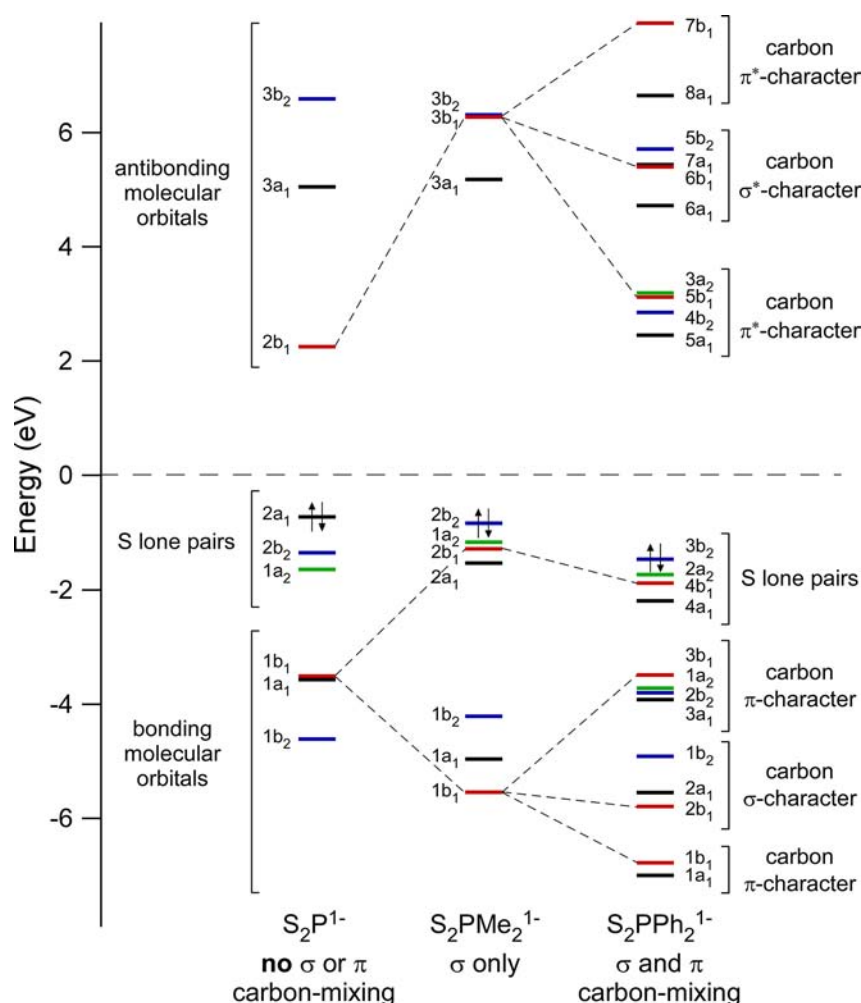 Energy (eV)
6
4
2
0
-2
-4
-6
antibonding
molecular
orbitals
S lone pairs
bonding
molecular
orbitals
3b₂
3a₁
2b₁
2a₁
2b₂
1a₂
1b₁
1a₁
1b₂
S₂P¹⁻
no σ or π
carbon-mixing
3b₂
3b₁
3a₁
2b₂
1a₂
2b₁
2a₁
1b₂
1a₁
1b₁
S₂PMe₂¹⁻
σ only
7b₁
8a₁
5b₂
7a₁
6b₁
6a₁
3a₂
5b₁
4b₂
5a₁
3b₂
2a₂
4b₁
4a₁
3b₁
1a₂
2b₂
3a₁
1b₂
2a₁
2b₁
1b₁
1a₁
S₂PPh₂¹⁻
σ and π
carbon-mixing
carbon
π*-character
carbon
σ*-character
carbon
π*-character
S lone pairs
carbon
π-character
carbon
σ-character
carbon
π-character